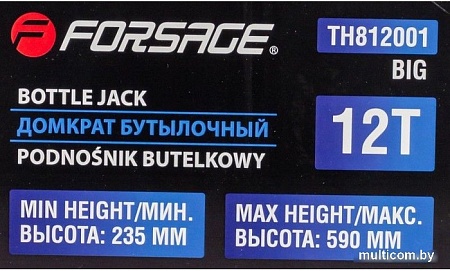 FORSAGE®
TH812001
BIG
BOTTLE JACK
ДОМКРАТ БУТЫЛОЧНЫЙ
PODNOŚNIK BUTELKOWY
12T
MIN HEIGHT/МИН.
ВЫСОТА: 235 ММ
MAX HEIGHT/МАКС.
ВЫСОТА: 590 ММ
multicom.by